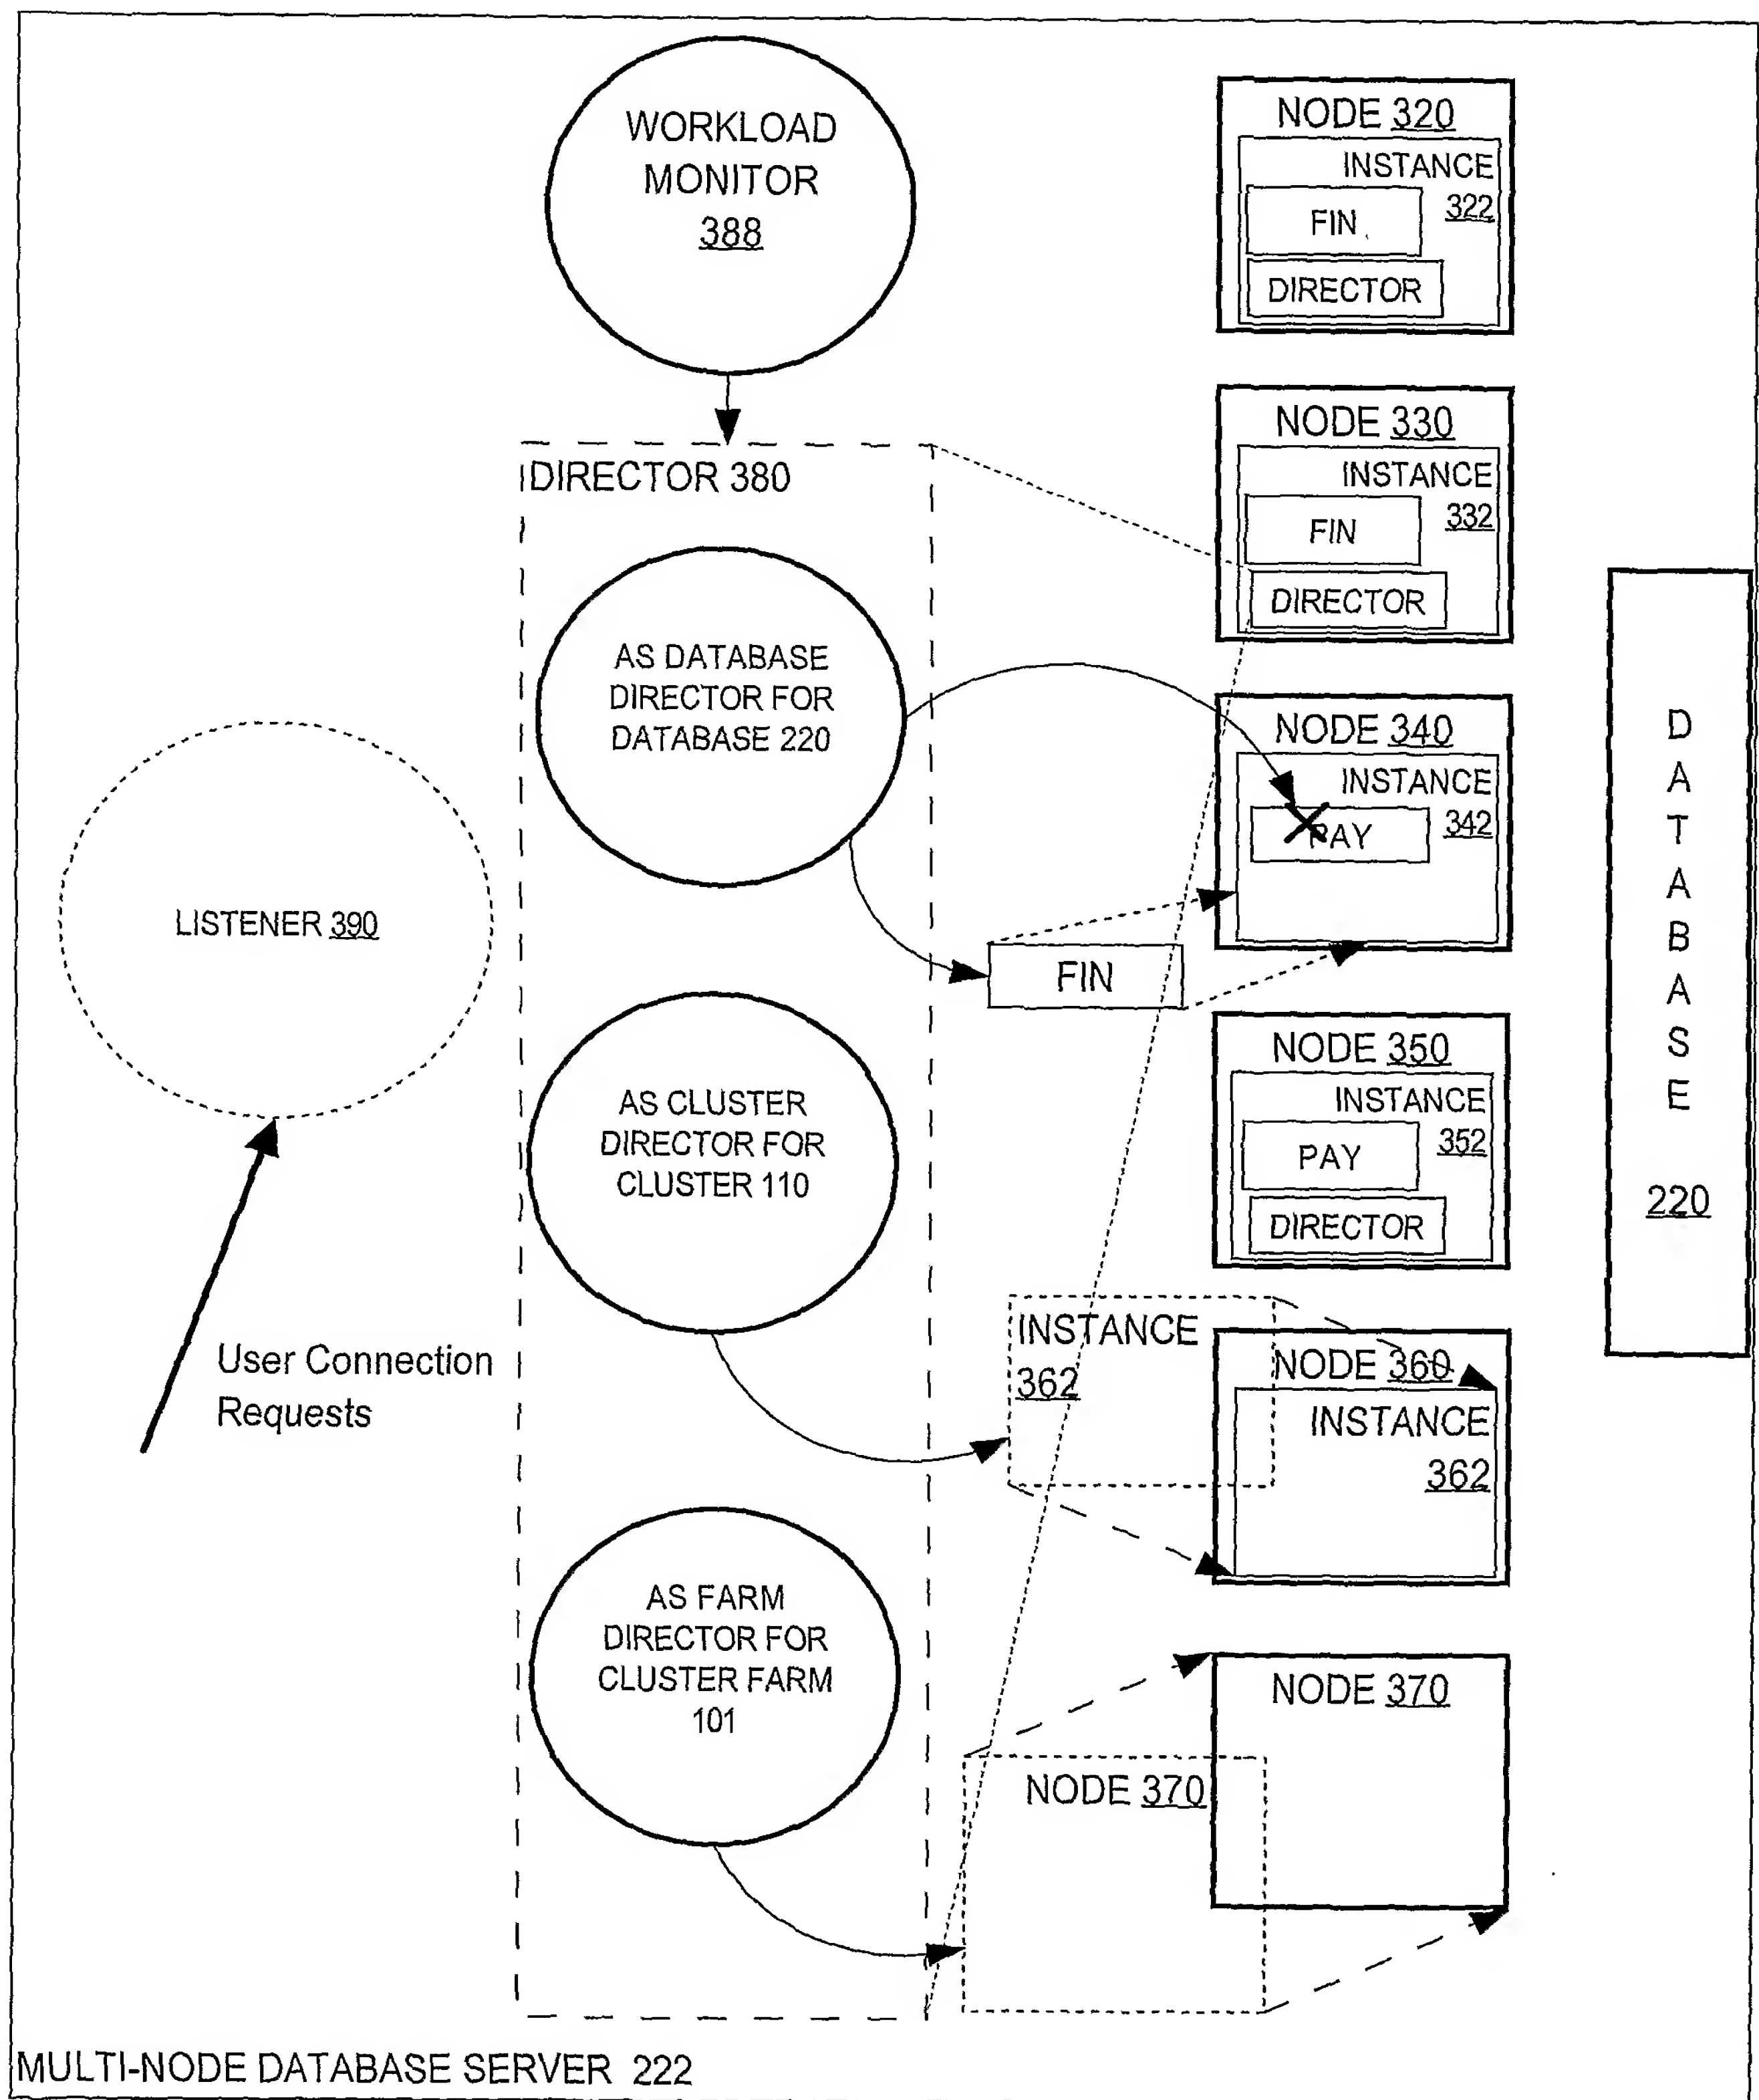 WORKLOAD
MONITOR
388
DIRECTOR 380
AS DATABASE
DIRECTOR FOR
DATABASE 220
LISTENER 390
User Connection
Requests
AS CLUSTER
DIRECTOR FOR
CLUSTER 110
AS FARM
DIRECTOR FOR
CLUSTER FARM
101
NODE 320
INSTANCE
322
FIN
DIRECTOR
NODE 330
INSTANCE
332
FIN
DIRECTOR
NODE 340
INSTANCE
342
PAY
FIN
NODE 350
INSTANCE
352
PAY
DIRECTOR
INSTANCE
362
NODE 360
INSTANCE
362
NODE 370
NODE 370
DATABASE
220
MULTI-NODE DATABASE SERVER 222